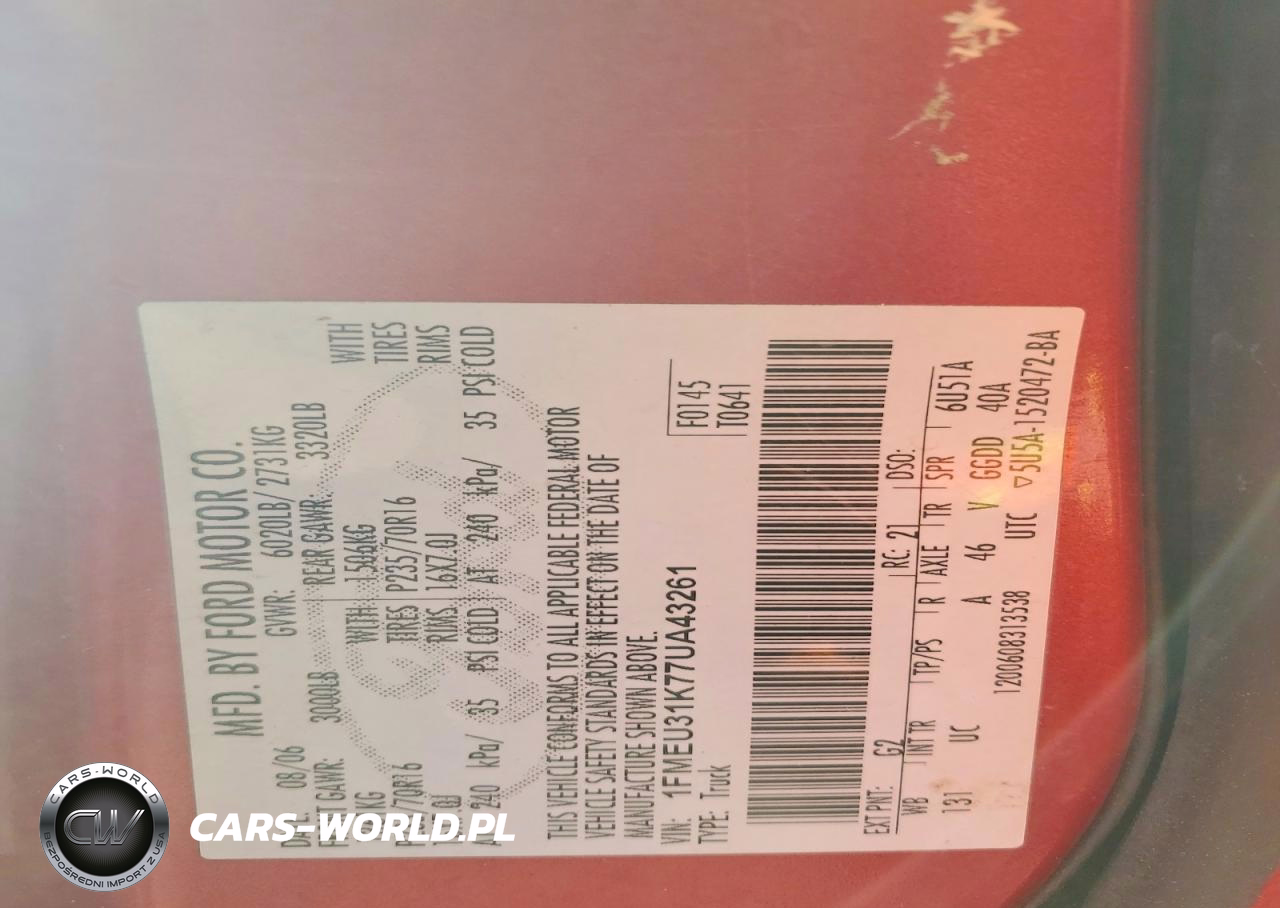 MFD. BY FORD MOTOR CO.
08/06 GVWR: 6020LB/ 2731KG
GAWR: 3000LB REAR GAWR: 3320LB
WITH 1506KG WITH
/70R16 TIRES P235/70R16 TIRES
RIMS 16X7.0J RIMS
AT 240 kPa/ 35 PSI COLD AT 240 kPa/ 35 PSI COLD
THIS VEHICLE CONFORMS TO ALL APPLICABLE FEDERAL MOTOR
VEHICLE SAFETY STANDARDS IN EFFECT ON THE DATE OF
MANUFACTURE SHOWN ABOVE.
VIN: 1FMEU31K77UA43261 F0145
TYPE: Truck T0641
EXT PNT: G2 RC: 21 DSO:
WB INT TR TP/PS R AXLE TR SPR 6U51A
131 UC A 46 V GGDD 40A
1200608313538 UTC ▽5U5A-1520472-BA
CARS-WORLD
CW
BEZPOŚREDNI IMPORT Z USA
CARS-WORLD.PL